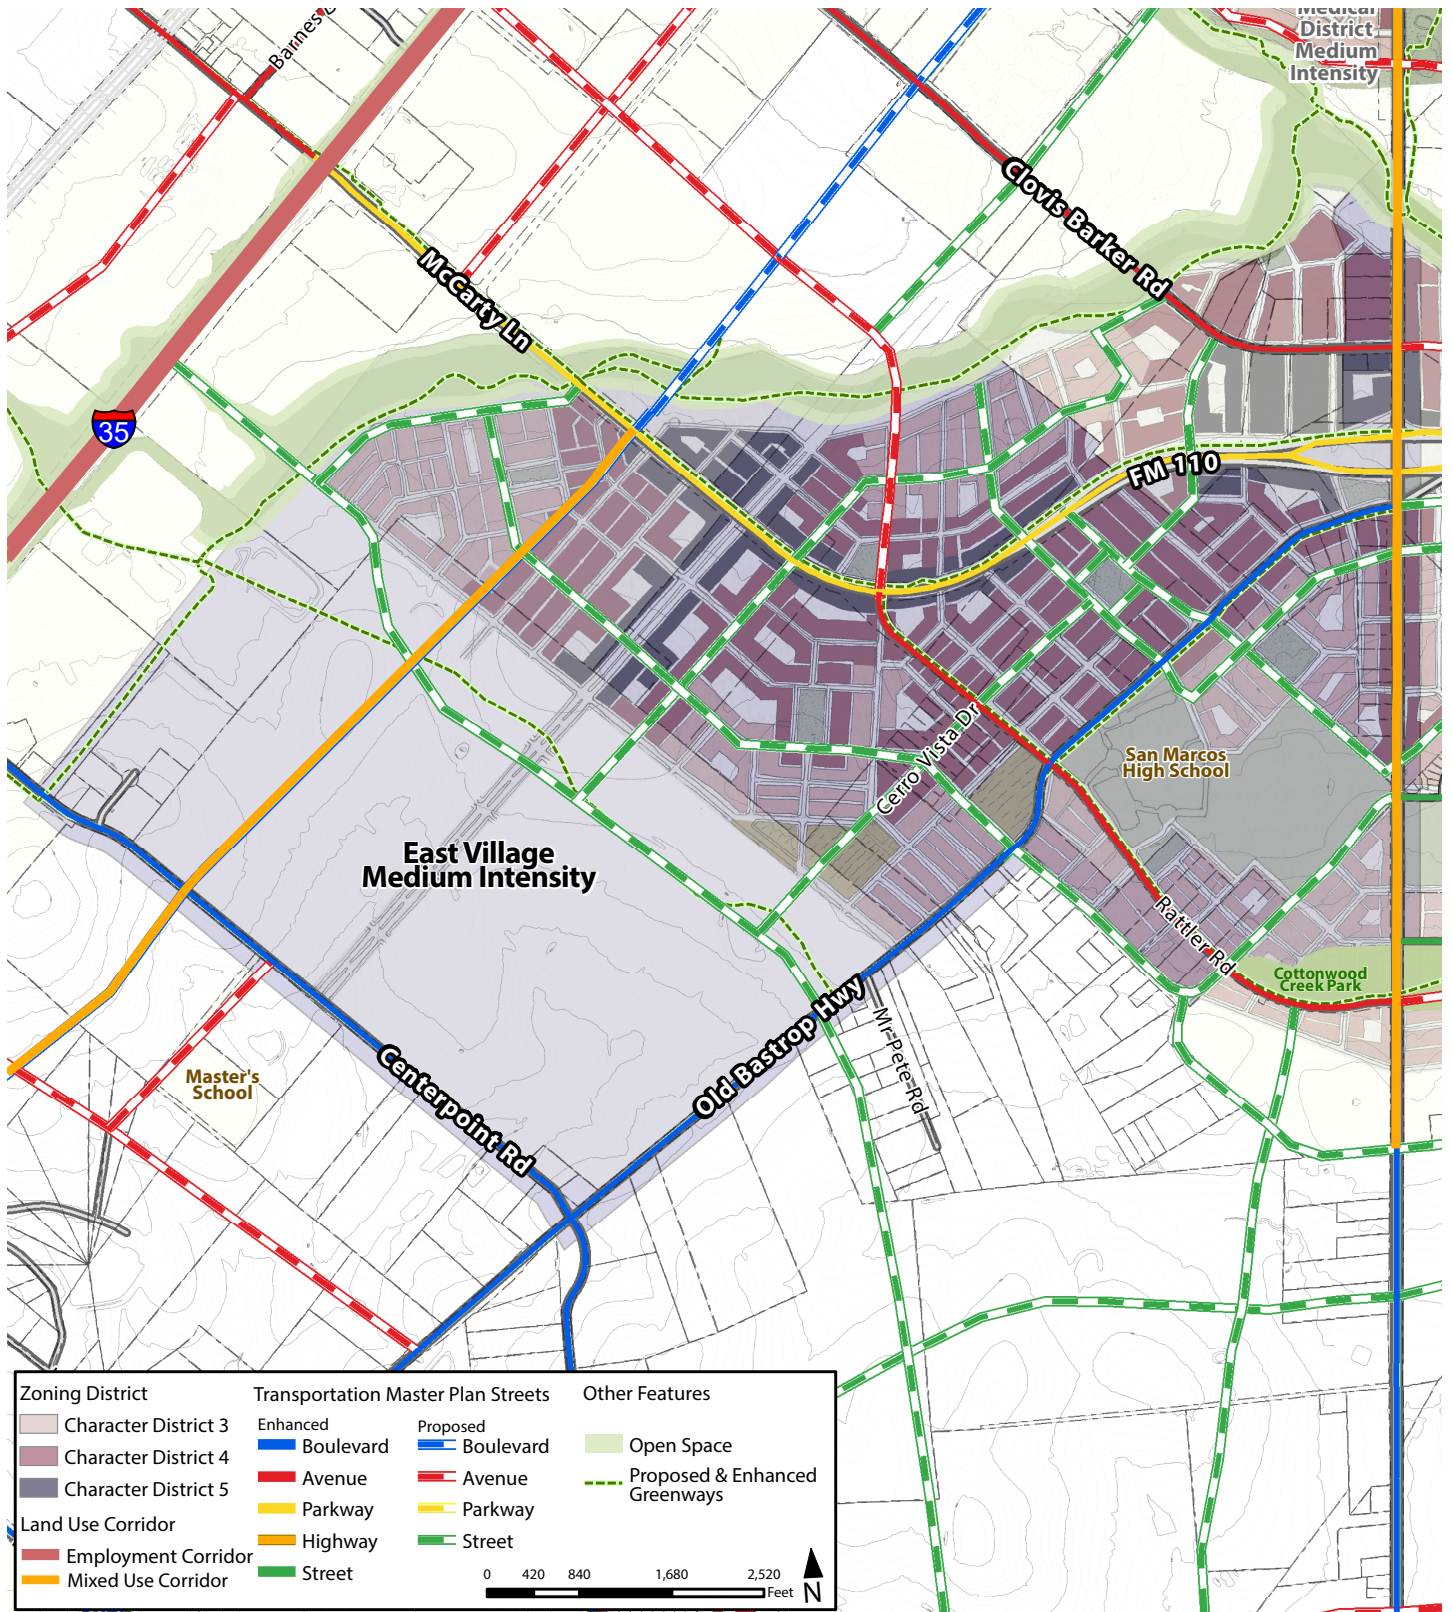 Medical
District
Medium
Intensity
Barnes
Clovis Barker Rd
McCarty Ln
35
FM 110
San Marcos
High School
Cerro Vista Dr
East Village
Medium Intensity
Rattler Rd
Cottonwood
Creek Park
Old Bastrop Hwy
Mr Pete Rd
Centerpoint Rd
Master's
School
Zoning District
Character District 3
Character District 4
Character District 5
Land Use Corridor
Employment Corridor
Mixed Use Corridor
Transportation Master Plan Streets
Enhanced
Boulevard
Avenue
Parkway
Highway
Street
Proposed
Boulevard
Avenue
Parkway
Street
Other Features
Open Space
Proposed & Enhanced
Greenways
0 420 840 1,680 2,520
Feet
N